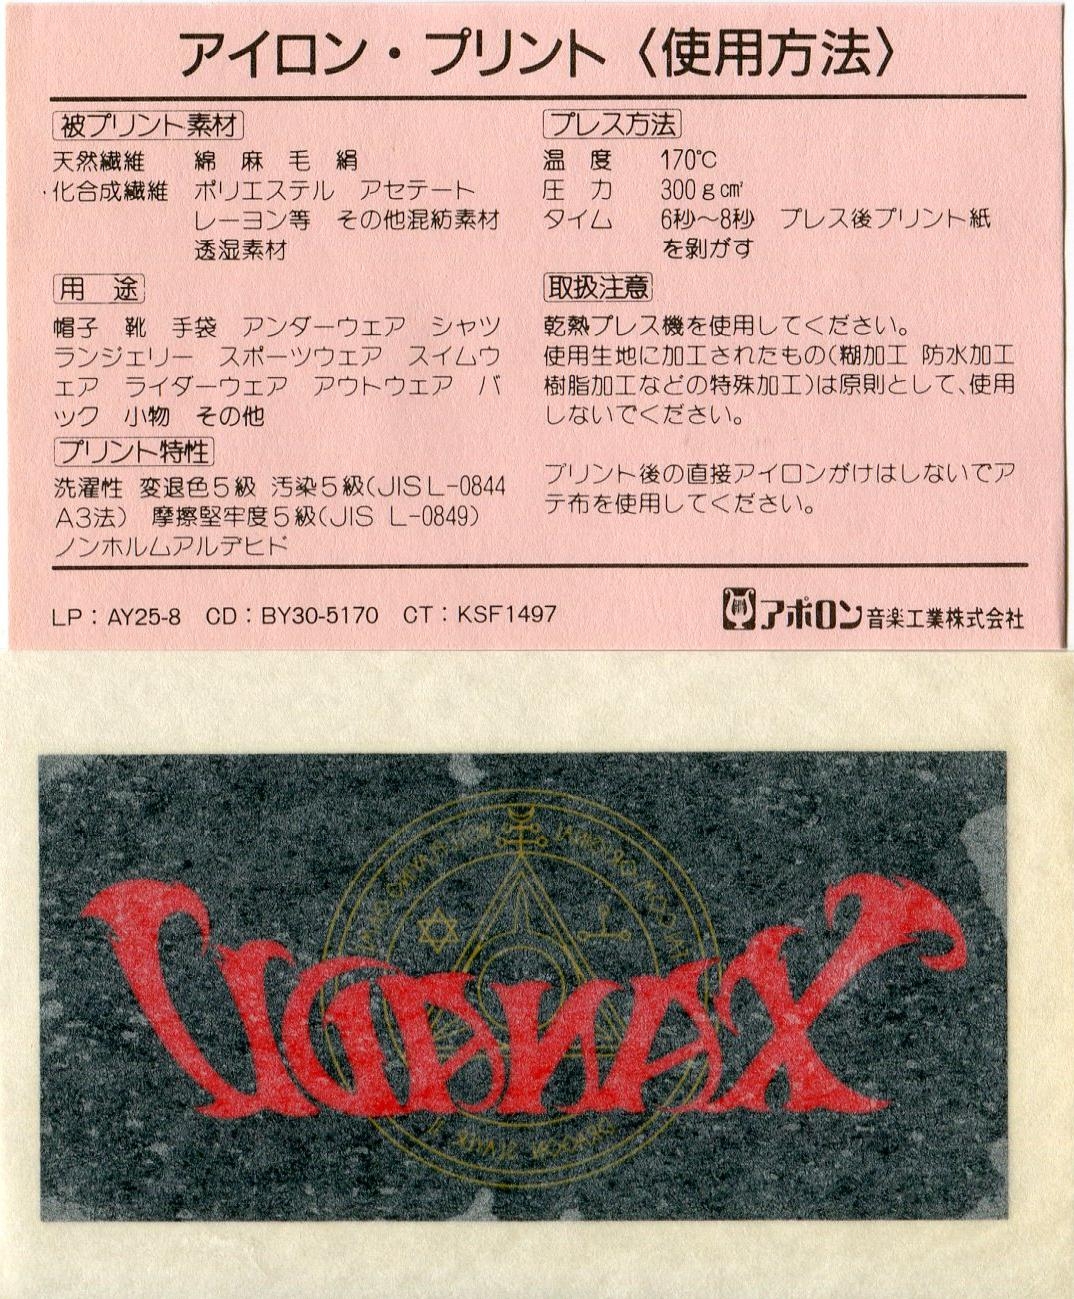 アイロン・プリント〈使用方法〉
被プリント素材
天然繊維 綿 麻 毛 絹
・化合成繊維 ポリエステル アセテート
レーヨン等 その他混紡素材
透湿素材
用 途
帽子 靴 手袋 アンダーウェア シャツ
ランジェリー スポーツウェア スイムウ
ェア ライダーウェア アウトウェア バ
ック 小物 その他
プリント特性
洗濯性 変退色5級 汚染5級(JIS L-0844
A3法) 摩擦堅牢度5級(JIS L-0849)
ノンホルムアルデヒド
プレス方法
温 度 170℃
圧 力 300g㎠
タイム 6秒〜8秒 プレス後プリント紙
を剥がす
取扱注意
乾熱プレス機を使用してください。
使用生地に加工されたもの(糊加工 防水加工
樹脂加工などの特殊加工)は原則として、使用
しないでください。
プリント後の直接アイロンがけはしないでア
テ布を使用してください。
LP:AY25-8 CD:BY30-5170 CT:KSF1497
アポロン音楽工業株式会社